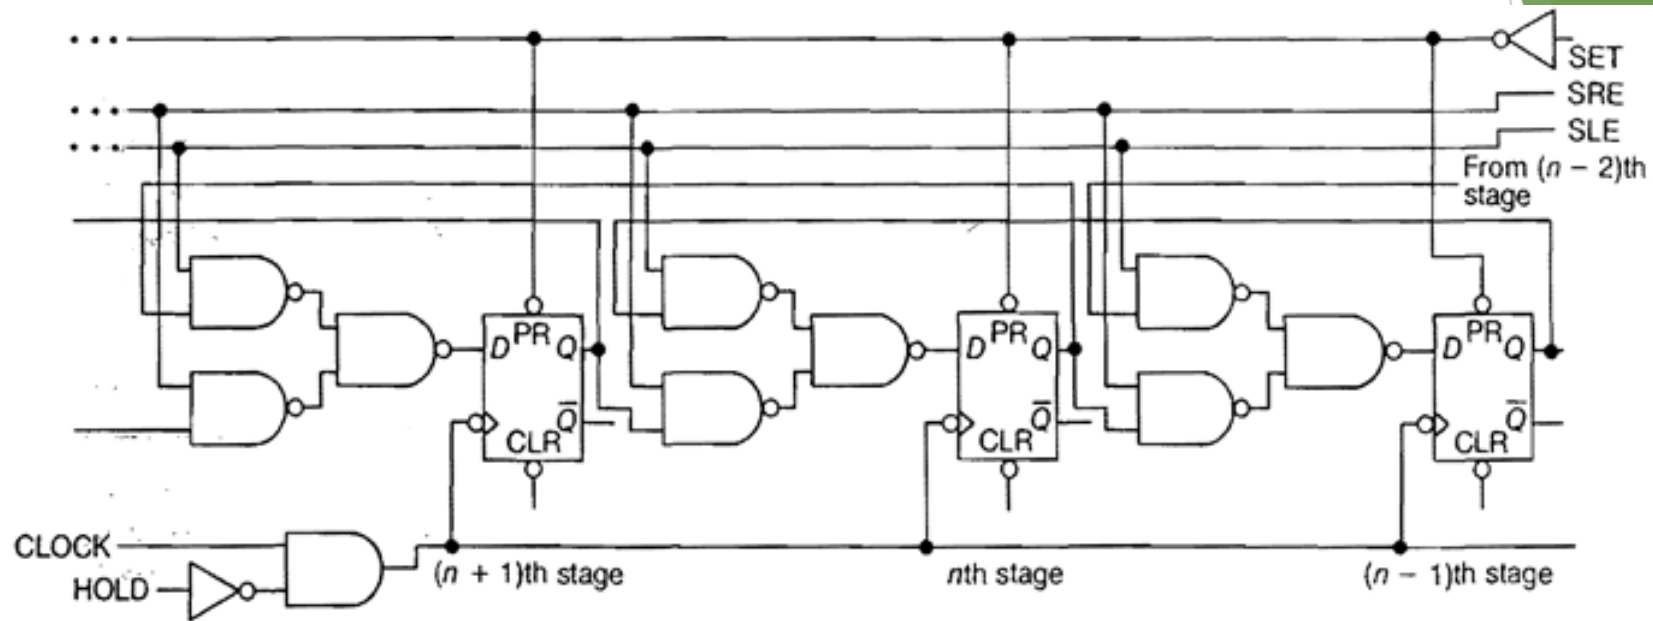 SET
SRE
SLE
From (n − 2)th
stage
D PR Q
Q̅
CLR
D PR Q
Q̅
CLR
D PR Q
Q̅
CLR
CLOCK
HOLD
(n + 1)th stage
nth stage
(n − 1)th stage